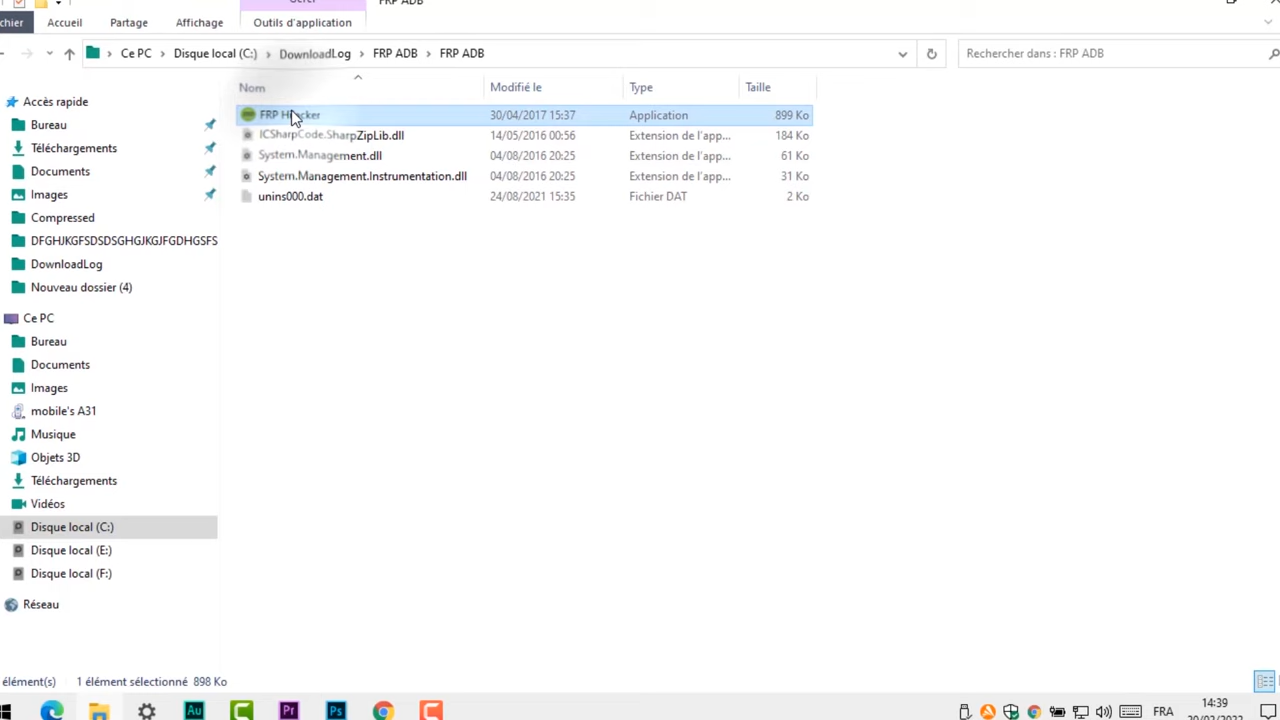 FRP ADB
chier Accueil Partage Affichage Outils d'application
Ce PC > Disque local (C:) > DownloadLog > FRP ADB > FRP ADB
Rechercher dans : FRP ADB
Nom Modifié le Type Taille
FRP H cker 30/04/2017 15:37 Application 899 Ko
ICSharpCode.SharpZipLib.dll 14/05/2016 00:56 Extension de l'app... 184 Ko
System.Management.dll 04/08/2016 20:25 Extension de l'app... 61 Ko
System.Management.Instrumentation.dll 04/08/2016 20:25 Extension de l'app... 31 Ko
unins000.dat 24/08/2021 15:35 Fichier DAT 2 Ko
Accès rapide
Bureau
Téléchargements
Documents
Images
Compressed
DFGHJKGFSDSDSGHGJKGJFGDHGSFS
DownloadLog
Nouveau dossier (4)
Ce PC
Bureau
Documents
Images
mobile's A31
Musique
Objets 3D
Téléchargements
Vidéos
Disque local (C:)
Disque local (E:)
Disque local (F:)
Réseau
élément(s) 1 élément sélectionné 898 Ko
Au Pr Ps
FRA
14:39